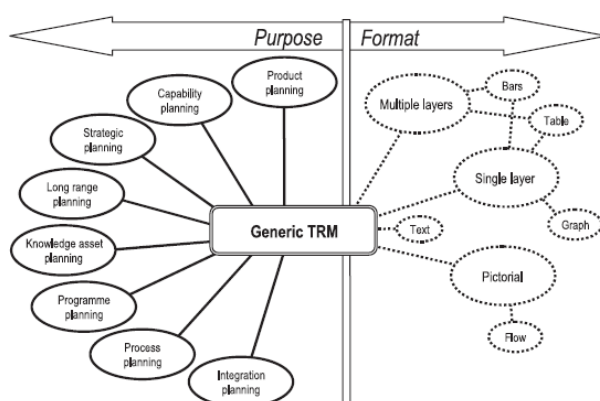 Purpose
Format
Product
planning
Capability
planning
Strategic
planning
Long range
planning
Knowledge asset
planning
Programme
planning
Process
planning
Integration
planning
Generic TRM
Multiple layers
Bars
Table
Single layer
Text
Graph
Pictorial
Flow